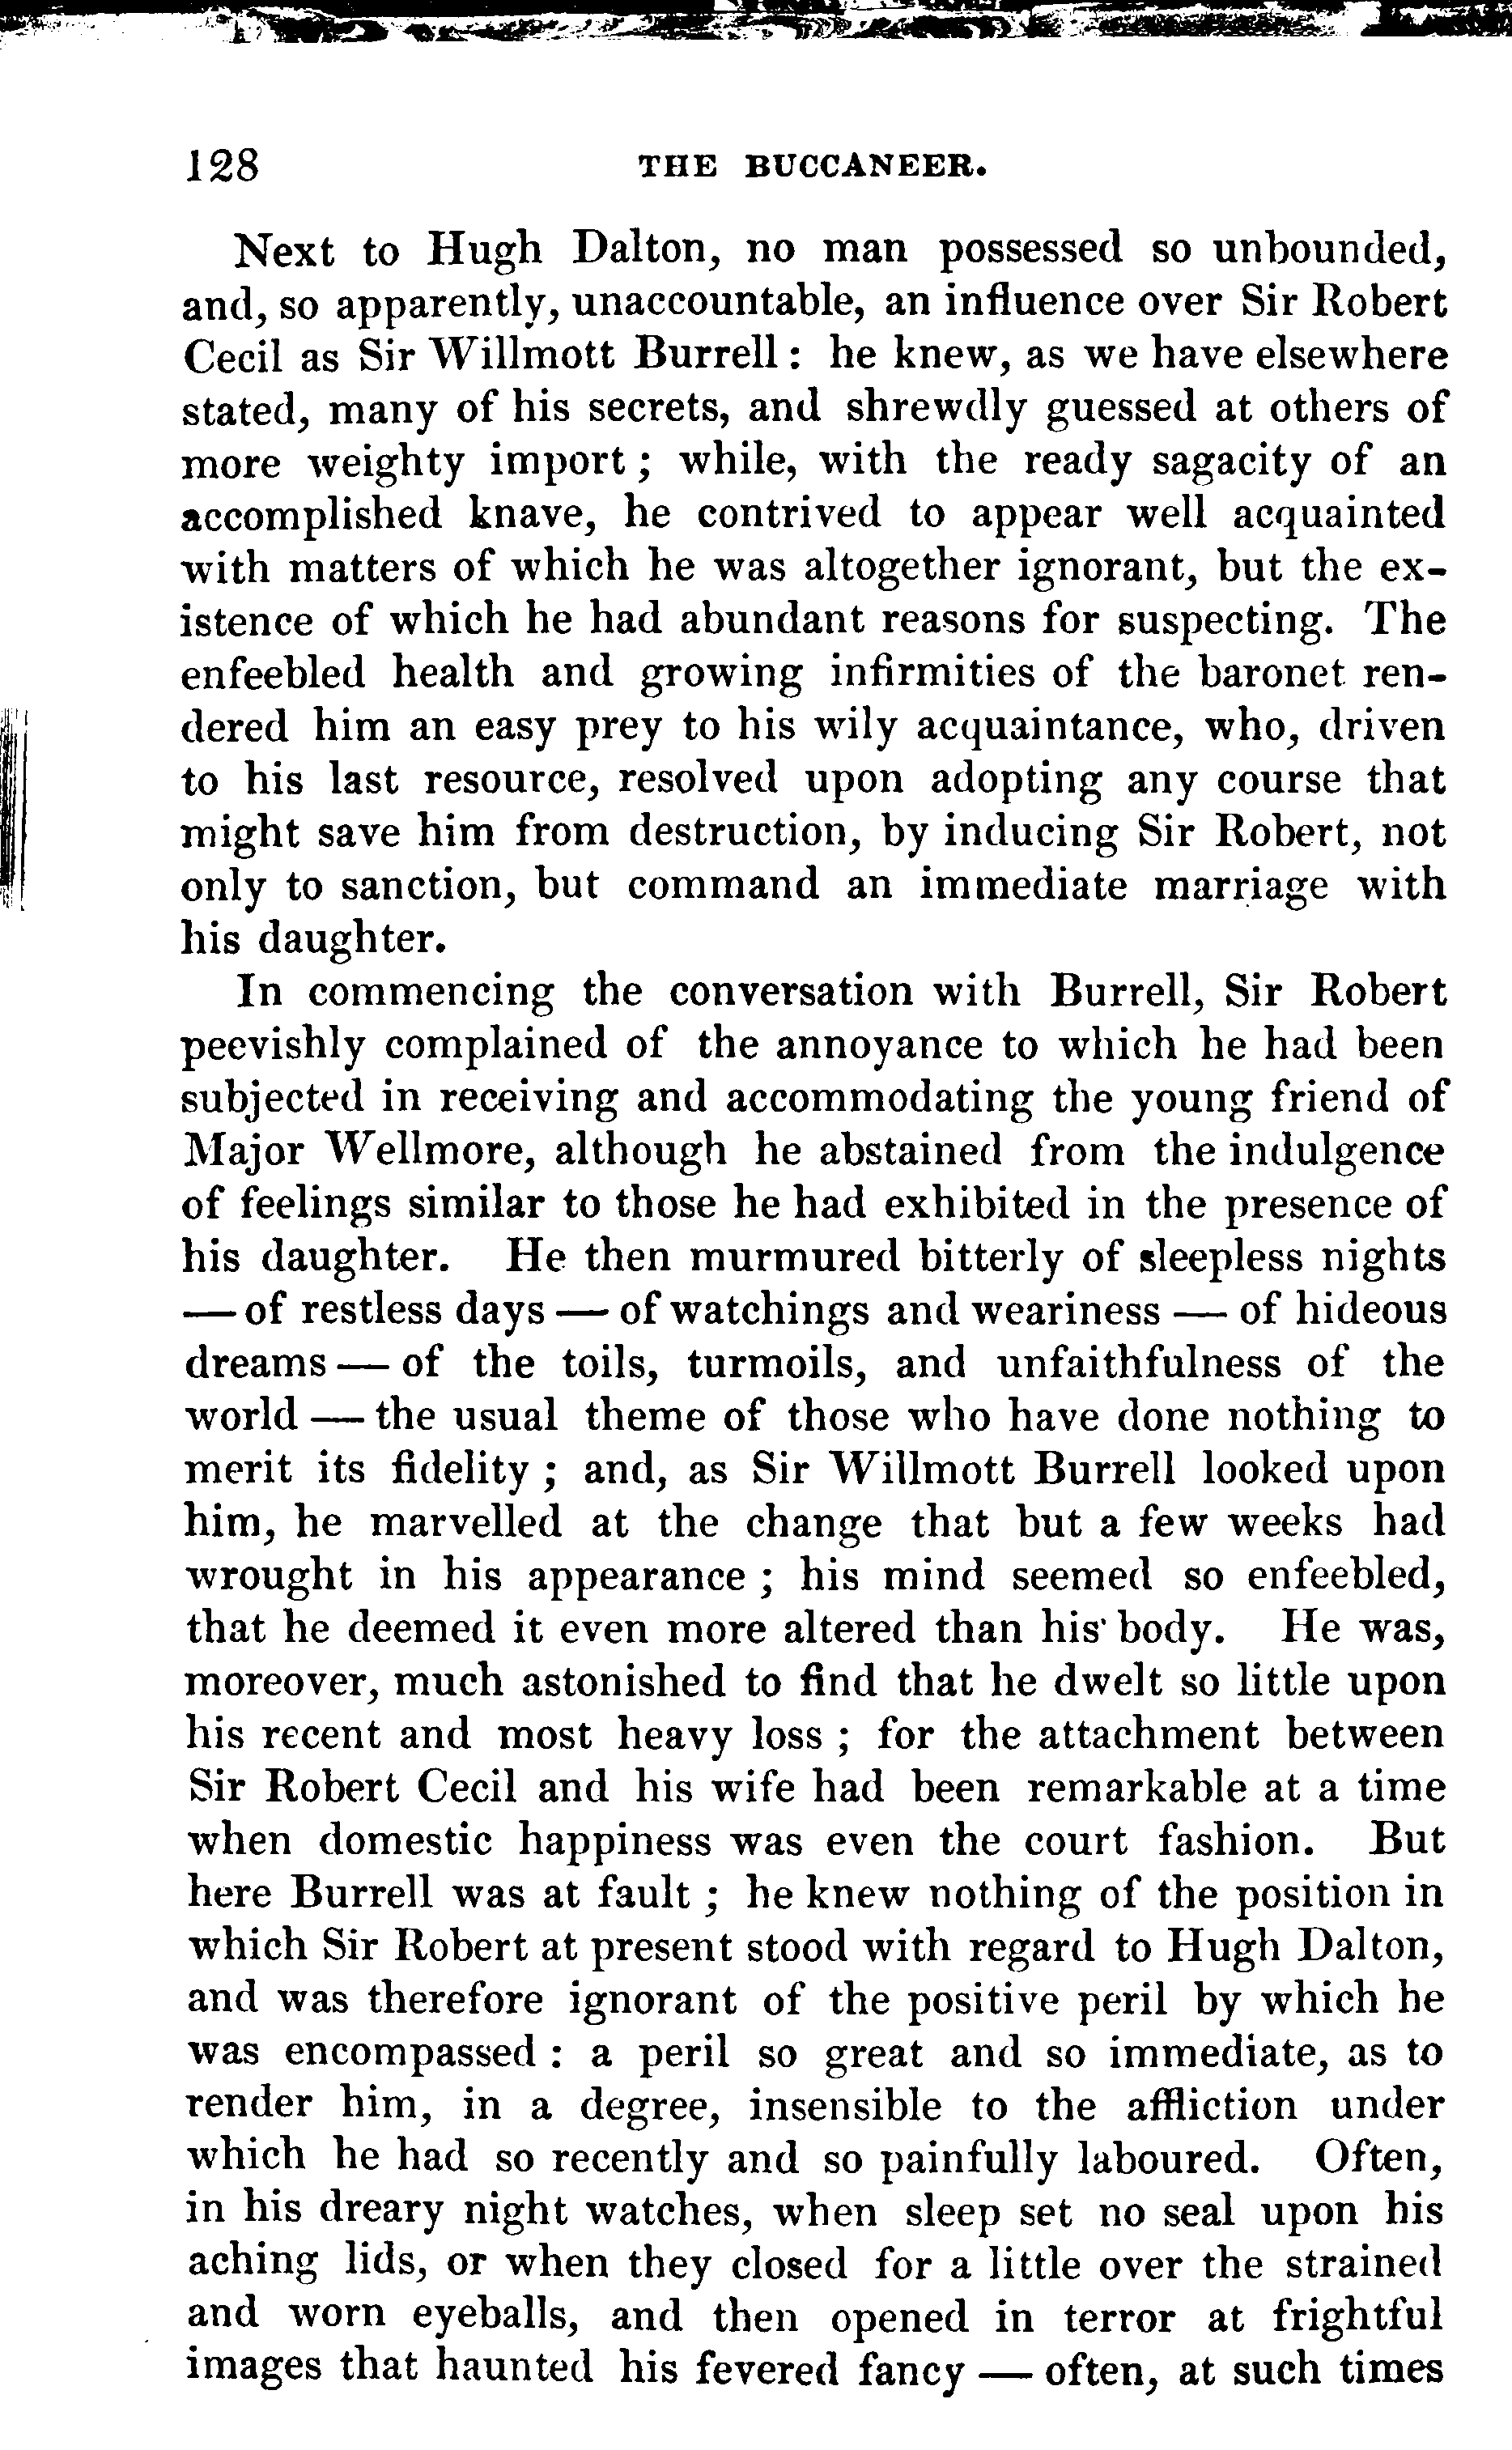 128 THE BUCCANEER.
Next to Hugh Dalton, no man possessed so unbounded,
and, so apparently, unaccountable, an influence over Sir Robert
Cecil as Sir Willmott Burrell : he knew, as we have elsewhere
stated, many of his secrets, and shrewdly guessed at others of
more weighty import ; while, with the ready sagacity of an
accomplished knave, he contrived to appear well acquainted
with matters of which he was altogether ignorant, but the ex-
istence of which he had abundant reasons for suspecting. The
enfeebled health and growing infirmities of the baronet ren-
dered him an easy prey to his wily acquaintance, who, driven
to his last resource, resolved upon adopting any course that
might save him from destruction, by inducing Sir Robert, not
only to sanction, but command an immediate marriage with
his daughter.
In commencing the conversation with Burrell, Sir Robert
peevishly complained of the annoyance to which he had been
subjected in receiving and accommodating the young friend of
Major Wellmore, although he abstained from the indulgence
of feelings similar to those he had exhibited in the presence of
his daughter. He then murmured bitterly of sleepless nights
— of restless days — of watchings and weariness — of hideous
dreams — of the toils, turmoils, and unfaithfulness of the
world — the usual theme of those who have done nothing to
merit its fidelity ; and, as Sir Willmott Burrell looked upon
him, he marvelled at the change that but a few weeks had
wrought in his appearance ; his mind seemed so enfeebled,
that he deemed it even more altered than his body. He was,
moreover, much astonished to find that he dwelt so little upon
his recent and most heavy loss ; for the attachment between
Sir Robert Cecil and his wife had been remarkable at a time
when domestic happiness was even the court fashion. But
here Burrell was at fault ; he knew nothing of the position in
which Sir Robert at present stood with regard to Hugh Dalton,
and was therefore ignorant of the positive peril by which he
was encompassed : a peril so great and so immediate, as to
render him, in a degree, insensible to the affliction under
which he had so recently and so painfully laboured. Often,
in his dreary night watches, when sleep set no seal upon his
aching lids, or when they closed for a little over the strained
and worn eyeballs, and then opened in terror at frightful
images that haunted his fevered fancy — often, at such times